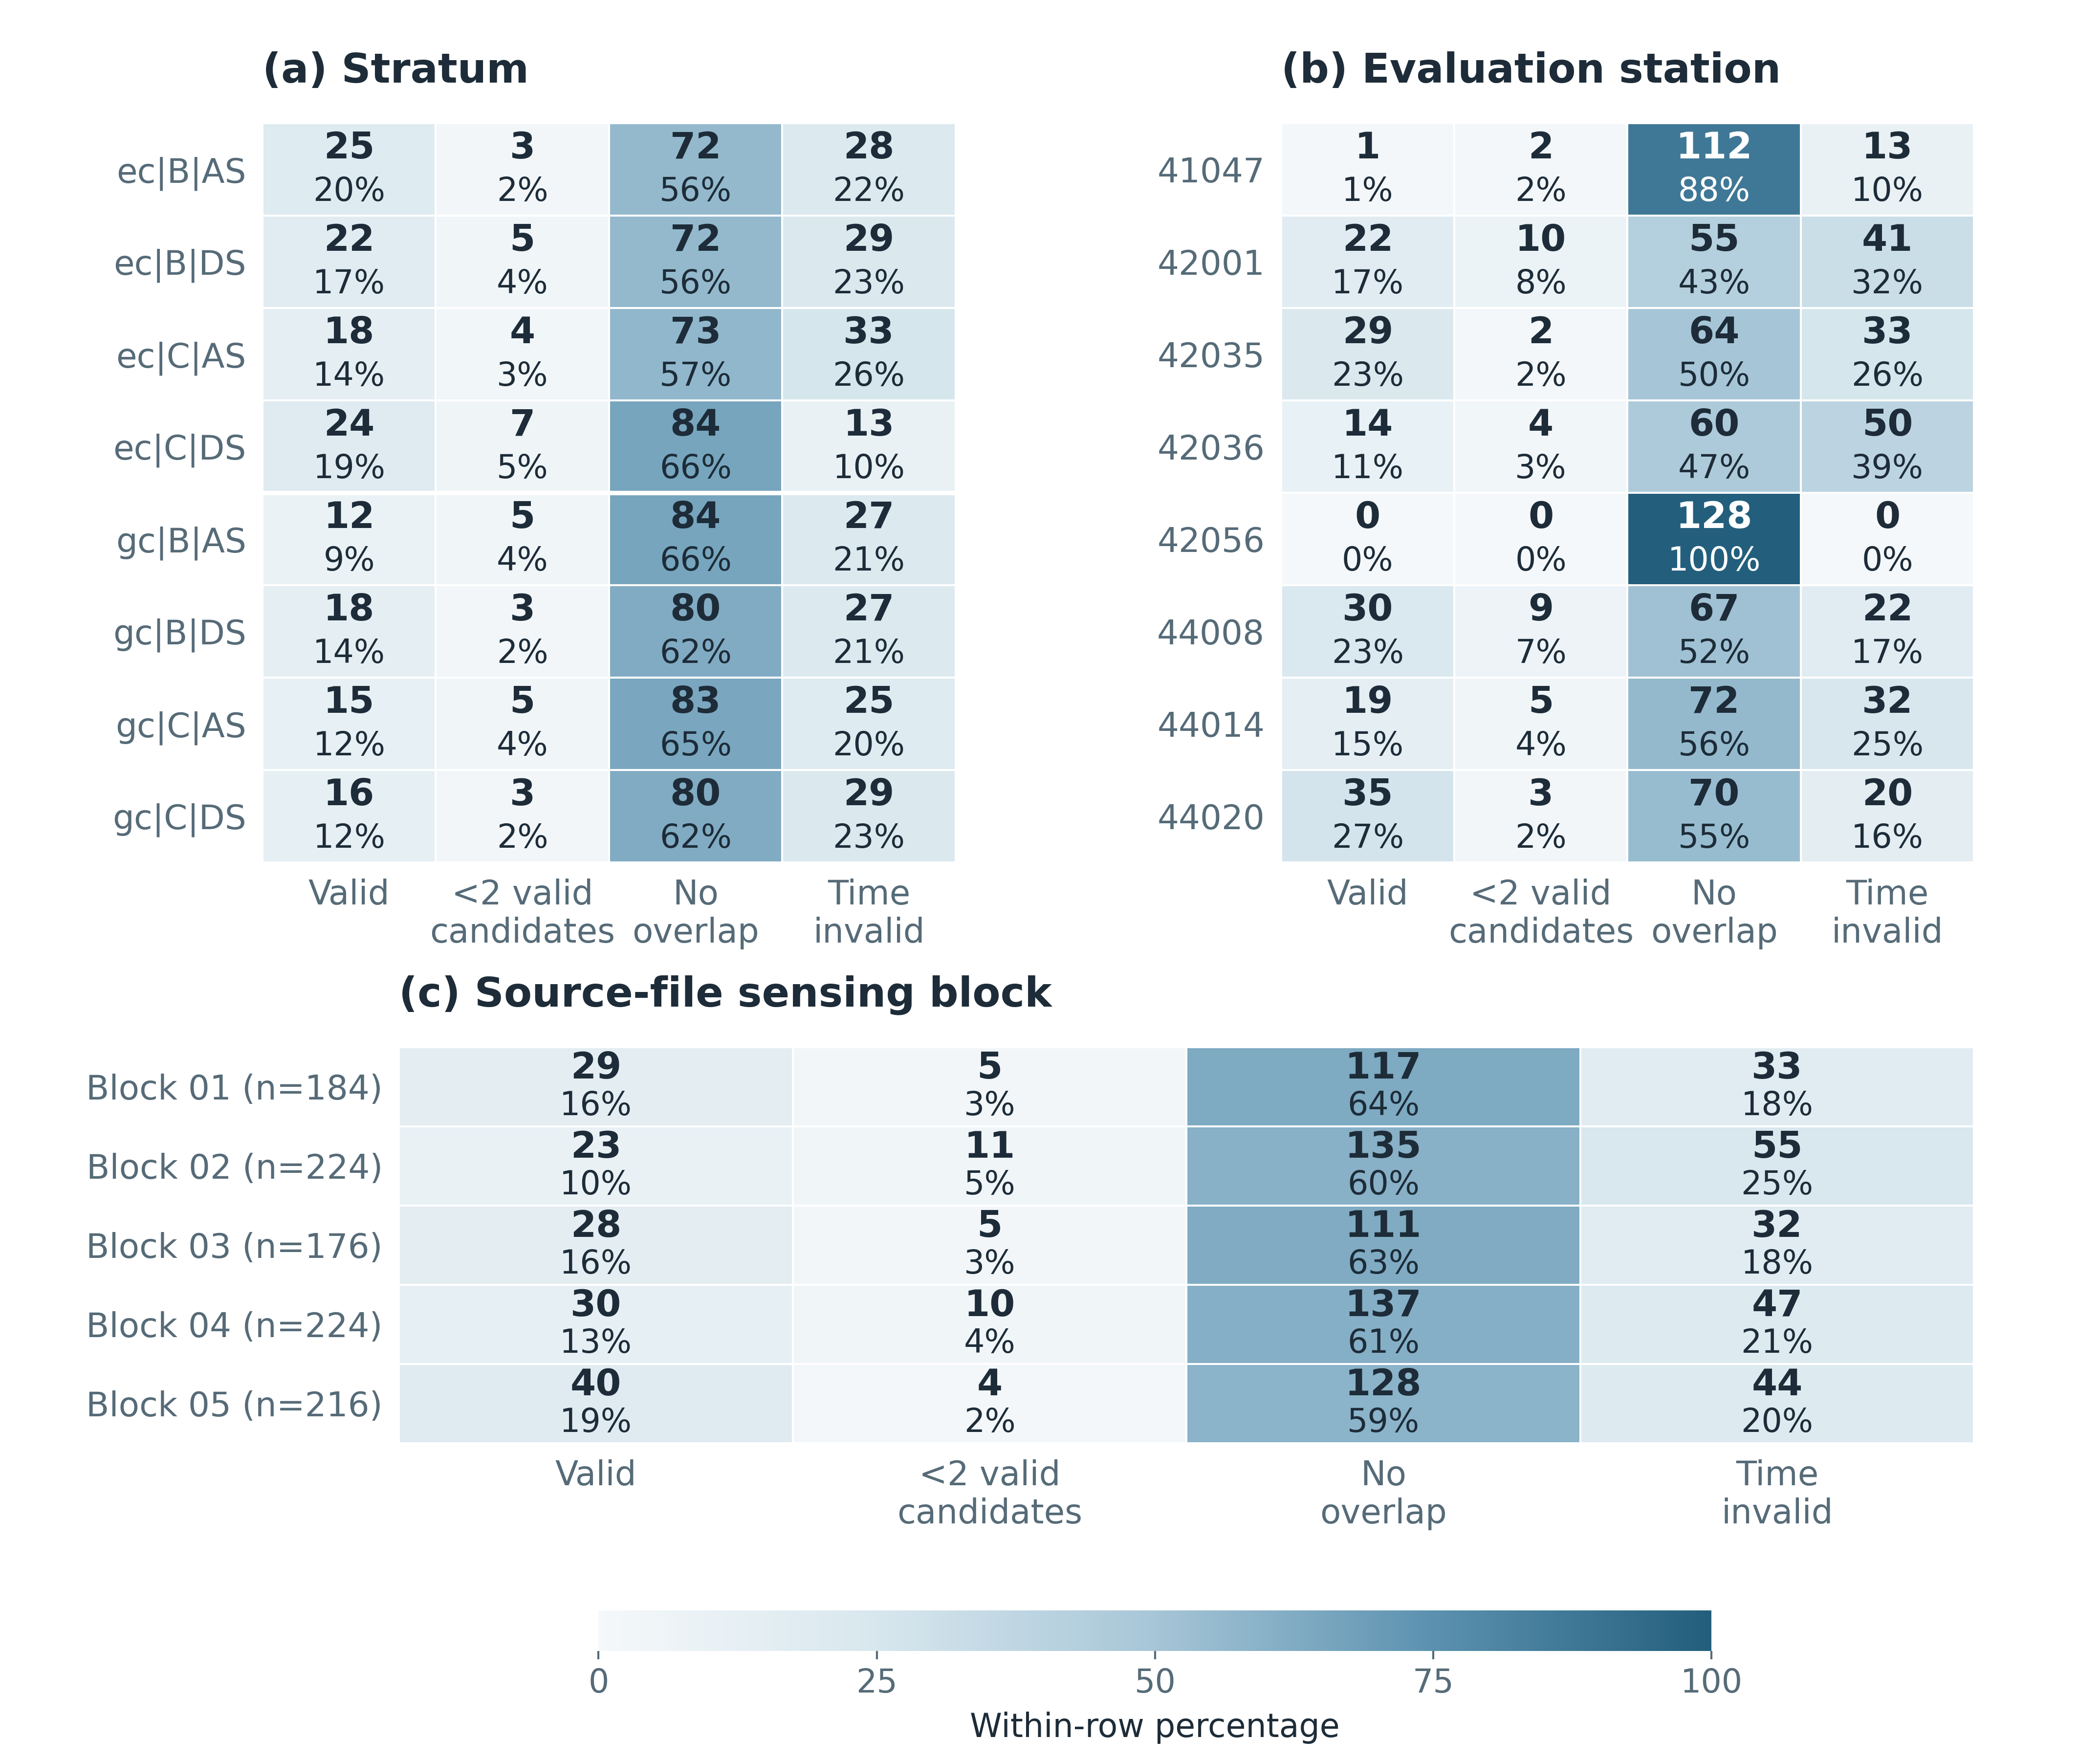 (a) Stratum
ec|B|AS 25 3 72 28
20% 2% 56% 22%
ec|B|DS 22 5 72 29
17% 4% 56% 23%
ec|C|AS 18 4 73 33
14% 3% 57% 26%
ec|C|DS 24 7 84 13
19% 5% 66% 10%
gc|B|AS 12 5 84 27
9% 4% 66% 21%
gc|B|DS 18 3 80 27
14% 2% 62% 21%
gc|C|AS 15 5 83 25
12% 4% 65% 20%
gc|C|DS 16 3 80 29
12% 2% 62% 23%
Valid <2 valid No Time
candidates overlap invalid
(b) Evaluation station
41047 1 2 112 13
1% 2% 88% 10%
42001 22 10 55 41
17% 8% 43% 32%
42035 29 2 64 33
23% 2% 50% 26%
42036 14 4 60 50
11% 3% 47% 39%
42056 0 0 128 0
0% 0% 100% 0%
44008 30 9 67 22
23% 7% 52% 17%
44014 19 5 72 32
15% 4% 56% 25%
44020 35 3 70 20
27% 2% 55% 16%
Valid <2 valid No Time
candidates overlap invalid
(c) Source-file sensing block
Block 01 (n=184) 29 5 117 33
16% 3% 64% 18%
Block 02 (n=224) 23 11 135 55
10% 5% 60% 25%
Block 03 (n=176) 28 5 111 32
16% 3% 63% 18%
Block 04 (n=224) 30 10 137 47
13% 4% 61% 21%
Block 05 (n=216) 40 4 128 44
19% 2% 59% 20%
Valid <2 valid No Time
candidates overlap invalid
0 25 50 75 100
Within-row percentage